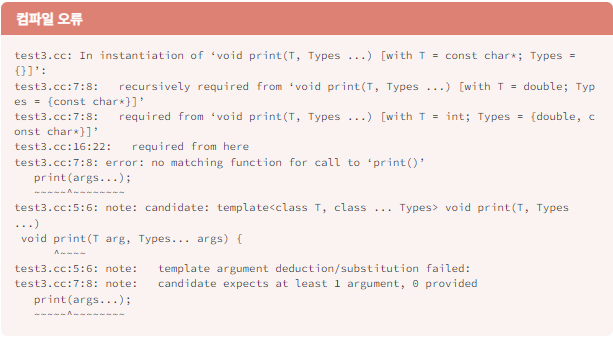 컴파일 오류
test3.cc: In instantiation of ‘void print(T, Types ...) [with T = const char*; Types =
{}]’:
test3.cc:7:8:   recursively required from ‘void print(T, Types ...) [with T = double; Typ
es = {const char*}]’
test3.cc:7:8:   required from ‘void print(T, Types ...) [with T = int; Types = {double, c
onst char*}]’
test3.cc:16:22:   required from here
test3.cc:7:8: error: no matching function for call to ‘print()’
   print(args...);
   ~~~~~^~~~~~~~~
test3.cc:5:6: note: candidate: template<class T, class ... Types> void print(T, Types
...)
 void print(T arg, Types... args) {
      ^~~~~
test3.cc:5:6: note:   template argument deduction/substitution failed:
test3.cc:7:8: note:   candidate expects at least 1 argument, 0 provided
   print(args...);
   ~~~~~^~~~~~~~~